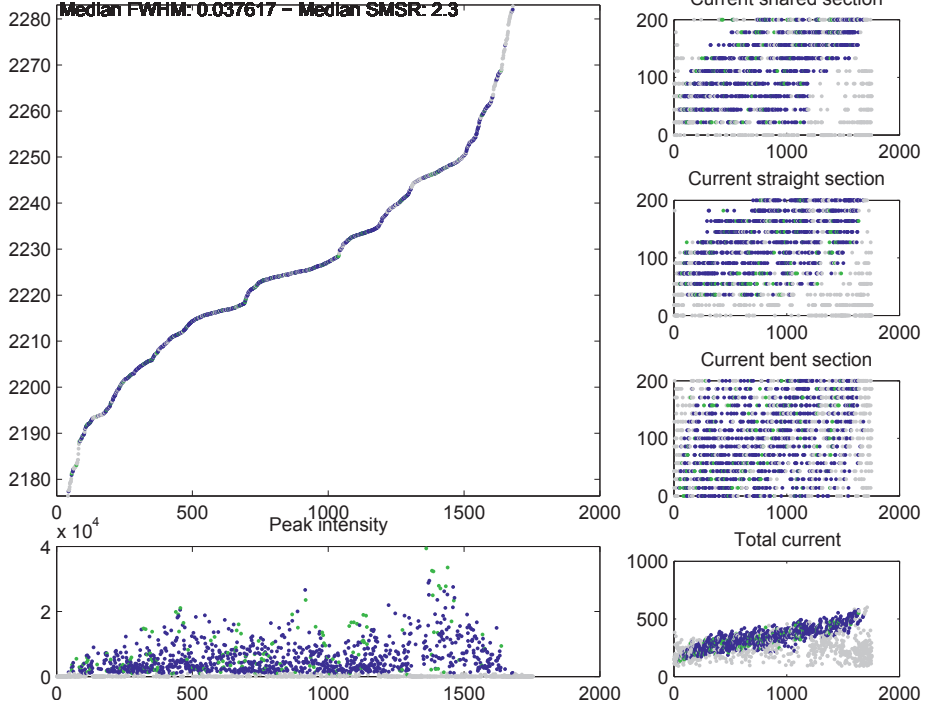 2280
2270
2260
2250
2240
2230
2220
2210
2200
2190
2180
Median FWHM: 0.037617 − Median SMSR: 2.3
500 1000 1500 2000
x 10^4
Peak intensity
4
2
0
0 500 1000 1500 2000
Current shared section
200
100
0
0 1000 2000
Current straight section
200
100
0
0 1000 2000
Current bent section
200
100
0
0 1000 2000
Total current
1000
500
0
0 1000 2000